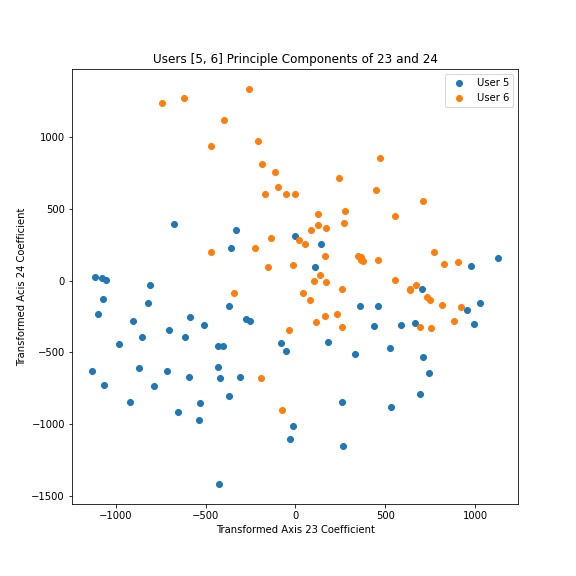 Users [5, 6] Principle Components of 23 and 24
User 5
User 6
Transformed Acis 24 Coefficient
1000
500
0
−500
−1000
−1500
−1000
−500
0
500
1000
Transformed Axis 23 Coefficient